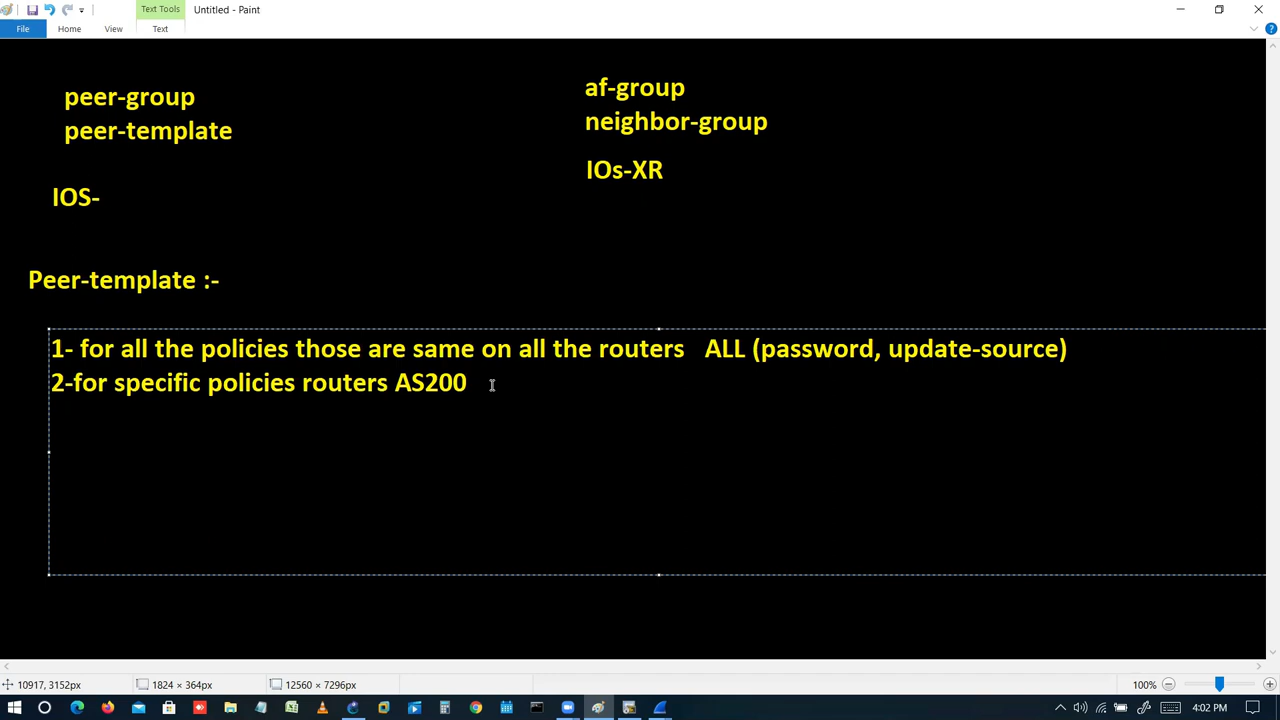 Text Tools
Untitled - Paint
File
Home
View
Text
peer-group
peer-template
IOS-
af-group
neighbor-group
IOs-XR
Peer-template :-
1- for all the policies those are same on all the routers   ALL (password, update-source)
2-for specific policies routers AS200
10917, 3152px
1824 × 364px
12560 × 7296px
100%
4:02 PM